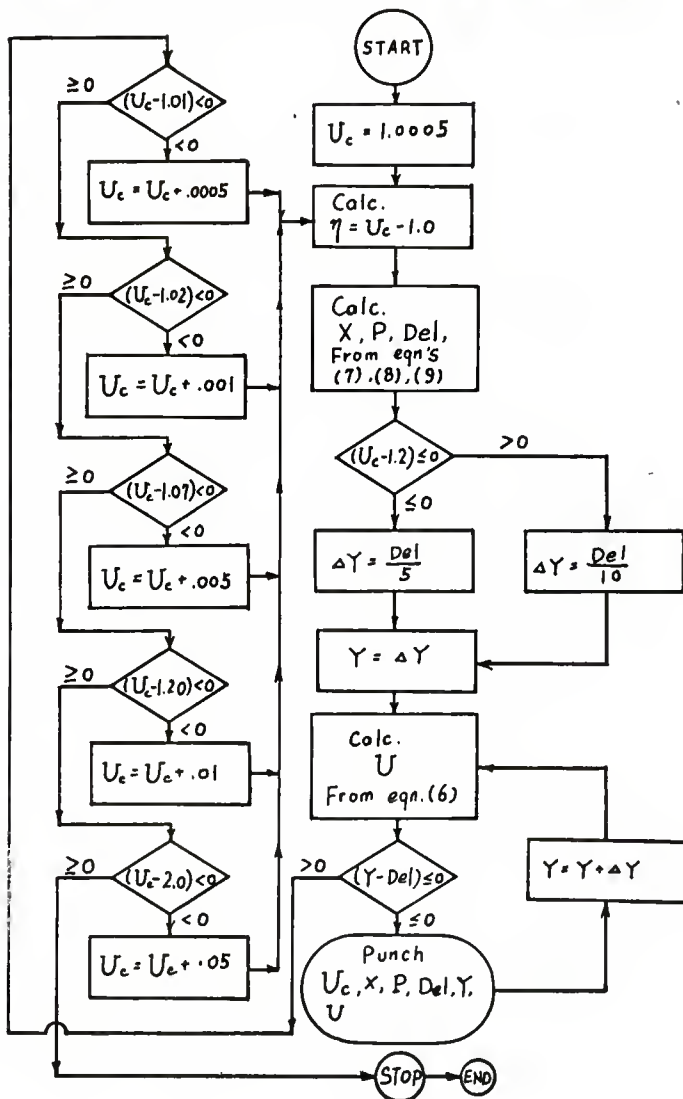 START
U_c = 1.0005
Calc.
η = U_c - 1.0
Calc.
X, P, Del,
From eqn's
(7).(8),(9)
(U_c-1.2)≤0
>0
≤0
ΔY = Del/5
ΔY = Del/10
Y = ΔY
Calc.
U
From eqn.(6)
(Y-Del)≤0
>0
≤0
Punch
U_c, X, P, Del, Y,
U
Y = Y + ΔY
(U_c-1.01)<0
≥0
<0
U_c = U_c + .0005
(U_c-1.02)<0
≥0
<0
U_c = U_c + .001
(U_c-1.07)<0
≥0
<0
U_c = U_c + .005
(U_c-1.20)<0
≥0
<0
U_c = U_c + .01
(U_c-2.0)<0
≥0
<0
U_c = U_c + .05
STOP
END